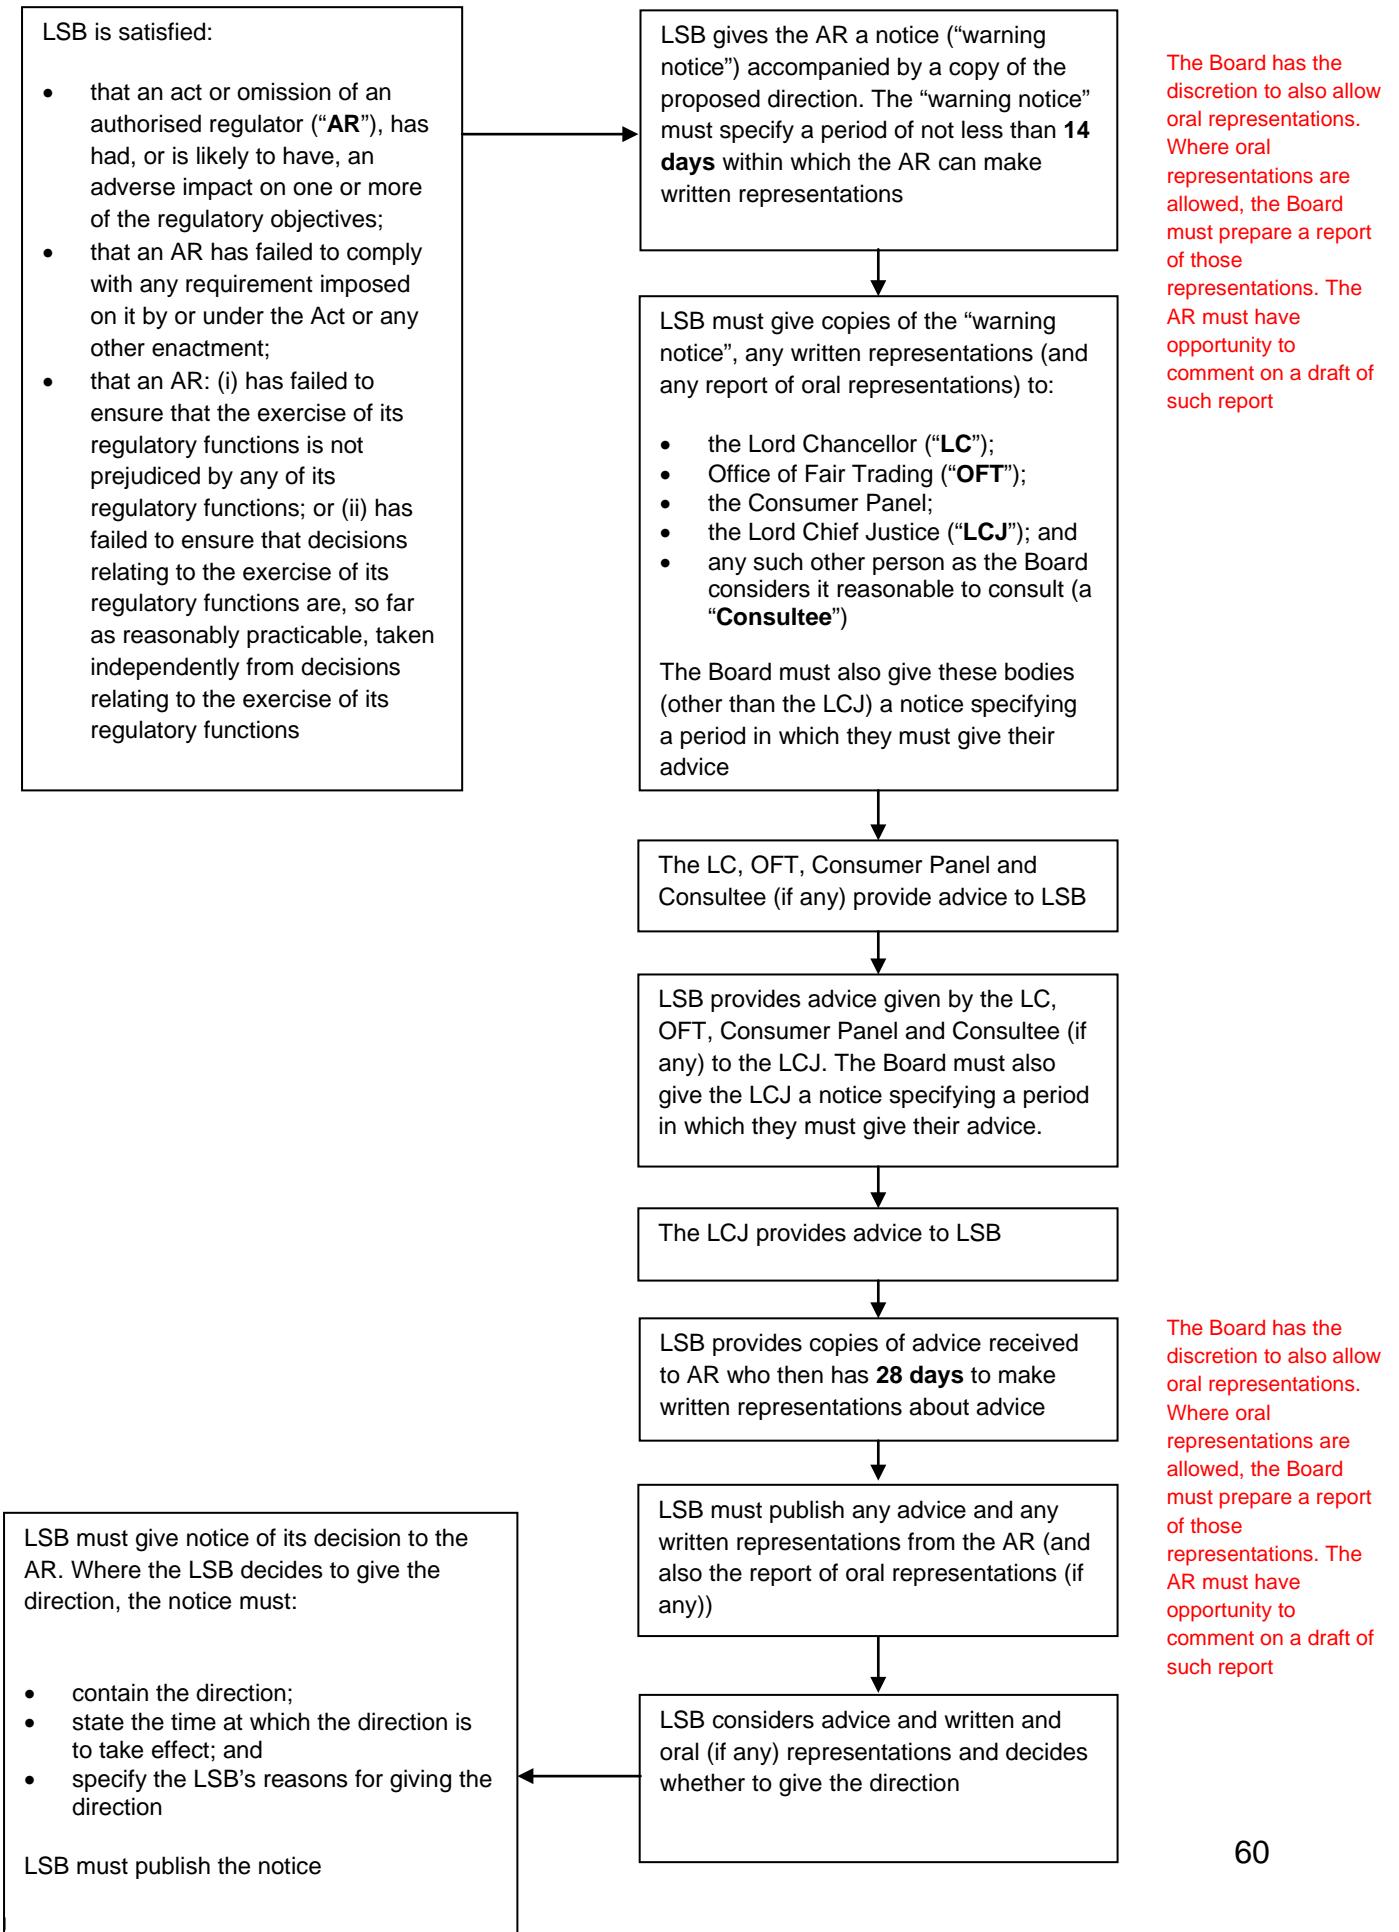 LSB is satisfied:
• that an act or omission of an
authorised regulator (“AR”), has
had, or is likely to have, an
adverse impact on one or more
of the regulatory objectives;
• that an AR has failed to comply
with any requirement imposed
on it by or under the Act or any
other enactment;
• that an AR: (i) has failed to
ensure that the exercise of its
regulatory functions is not
prejudiced by any of its
regulatory functions; or (ii) has
failed to ensure that decisions
relating to the exercise of its
regulatory functions are, so far
as reasonably practicable, taken
independently from decisions
relating to the exercise of its
regulatory functions
LSB gives the AR a notice (“warning
notice”) accompanied by a copy of the
proposed direction. The “warning notice”
must specify a period of not less than 14
days within which the AR can make
written representations
The Board has the
discretion to also allow
oral representations.
Where oral
representations are
allowed, the Board
must prepare a report
of those
representations. The
AR must have
opportunity to
comment on a draft of
such report
LSB must give copies of the “warning
notice”, any written representations (and
any report of oral representations) to:
• the Lord Chancellor (“LC”);
• Office of Fair Trading (“OFT”);
• the Consumer Panel;
• the Lord Chief Justice (“LCJ”); and
• any such other person as the Board
considers it reasonable to consult (a
“Consultee”)
The Board must also give these bodies
(other than the LCJ) a notice specifying
a period in which they must give their
advice
The LC, OFT, Consumer Panel and
Consultee (if any) provide advice to LSB
LSB provides advice given by the LC,
OFT, Consumer Panel and Consultee (if
any) to the LCJ. The Board must also
give the LCJ a notice specifying a period
in which they must give their advice.
The LCJ provides advice to LSB
LSB provides copies of advice received
to AR who then has 28 days to make
written representations about advice
The Board has the
discretion to also allow
oral representations.
Where oral
representations are
allowed, the Board
must prepare a report
of those
representations. The
AR must have
opportunity to
comment on a draft of
such report
LSB must publish any advice and any
written representations from the AR (and
also the report of oral representations (if
any))
LSB considers advice and written and
oral (if any) representations and decides
whether to give the direction
LSB must give notice of its decision to the
AR. Where the LSB decides to give the
direction, the notice must:
• contain the direction;
• state the time at which the direction is
to take effect; and
• specify the LSB’s reasons for giving the
direction
LSB must publish the notice
60